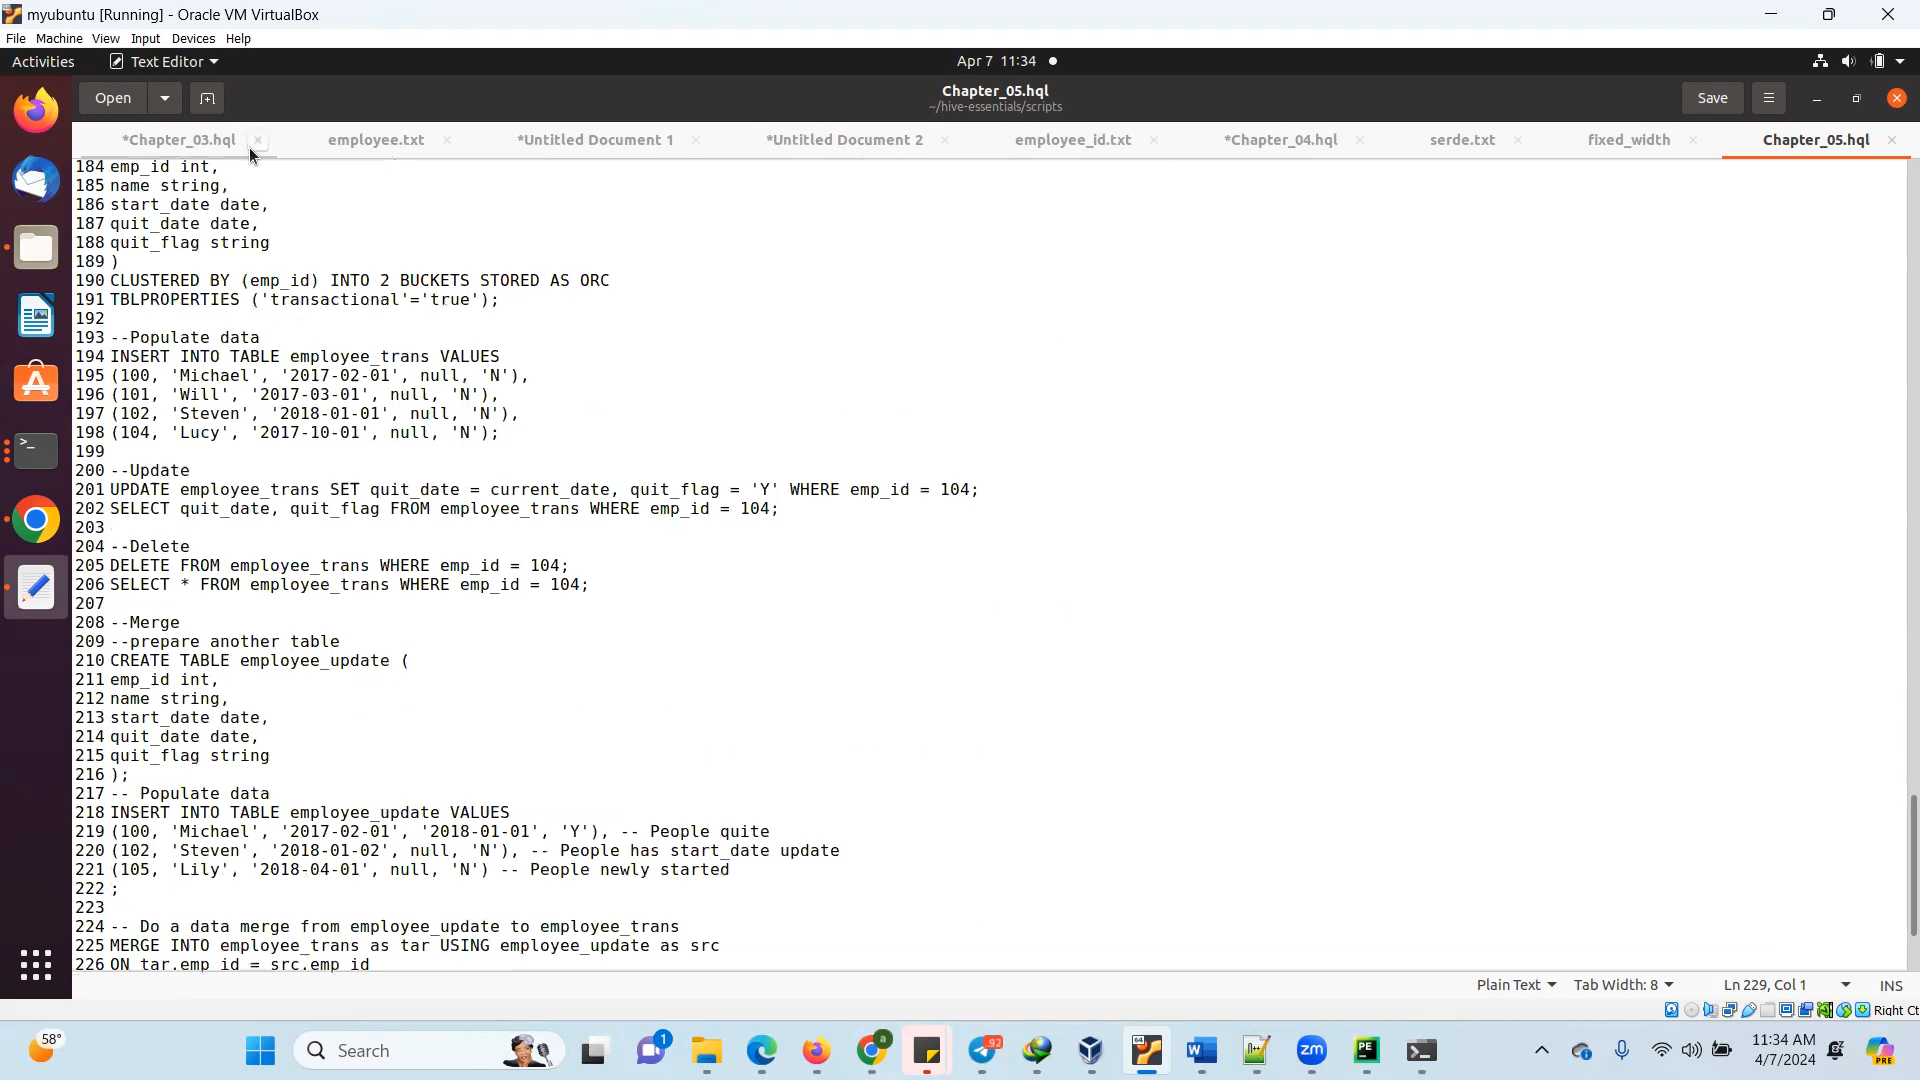 myubuntu [Running] - Oracle VM VirtualBox
File Machine View Input Devices Help
Activities Text Editor Apr 7 11:34
Open Chapter_05.hql Save
~/hive-essentials/scripts
*Chapter_03.hql employee.txt *Untitled Document 1 *Untitled Document 2 employee_id.txt *Chapter_04.hql serde.txt fixed_width Chapter_05.hql
184 emp_id int,
185 name string,
186 start_date date,
187 quit_date date,
188 quit_flag string
189 )
190 CLUSTERED BY (emp_id) INTO 2 BUCKETS STORED AS ORC
191 TBLPROPERTIES ('transactional'='true');
192
193 --Populate data
194 INSERT INTO TABLE employee_trans VALUES
195 (100, 'Michael', '2017-02-01', null, 'N'),
196 (101, 'Will', '2017-03-01', null, 'N'),
197 (102, 'Steven', '2018-01-01', null, 'N'),
198 (104, 'Lucy', '2017-10-01', null, 'N');
199
200 --Update
201 UPDATE employee_trans SET quit_date = current_date, quit_flag = 'Y' WHERE emp_id = 104;
202 SELECT quit_date, quit_flag FROM employee_trans WHERE emp_id = 104;
203
204 --Delete
205 DELETE FROM employee_trans WHERE emp_id = 104;
206 SELECT * FROM employee_trans WHERE emp_id = 104;
207
208 --Merge
209 --prepare another table
210 CREATE TABLE employee_update (
211 emp_id int,
212 name string,
213 start_date date,
214 quit_date date,
215 quit_flag string
216 );
217 -- Populate data
218 INSERT INTO TABLE employee_update VALUES
219 (100, 'Michael', '2017-02-01', '2018-01-01', 'Y'), -- People quite
220 (102, 'Steven', '2018-01-02', null, 'N'), -- People has start_date update
221 (105, 'Lily', '2018-04-01', null, 'N') -- People newly started
222 ;
223
224 -- Do a data merge from employee_update to employee_trans
225 MERGE INTO employee_trans as tar USING employee_update as src
226 ON tar.emp_id = src.emp_id
Plain Text Tab Width: 8 Ln 229, Col 1 INS
Right Ct
58° Search 1 92 11:34 AM
4/7/2024